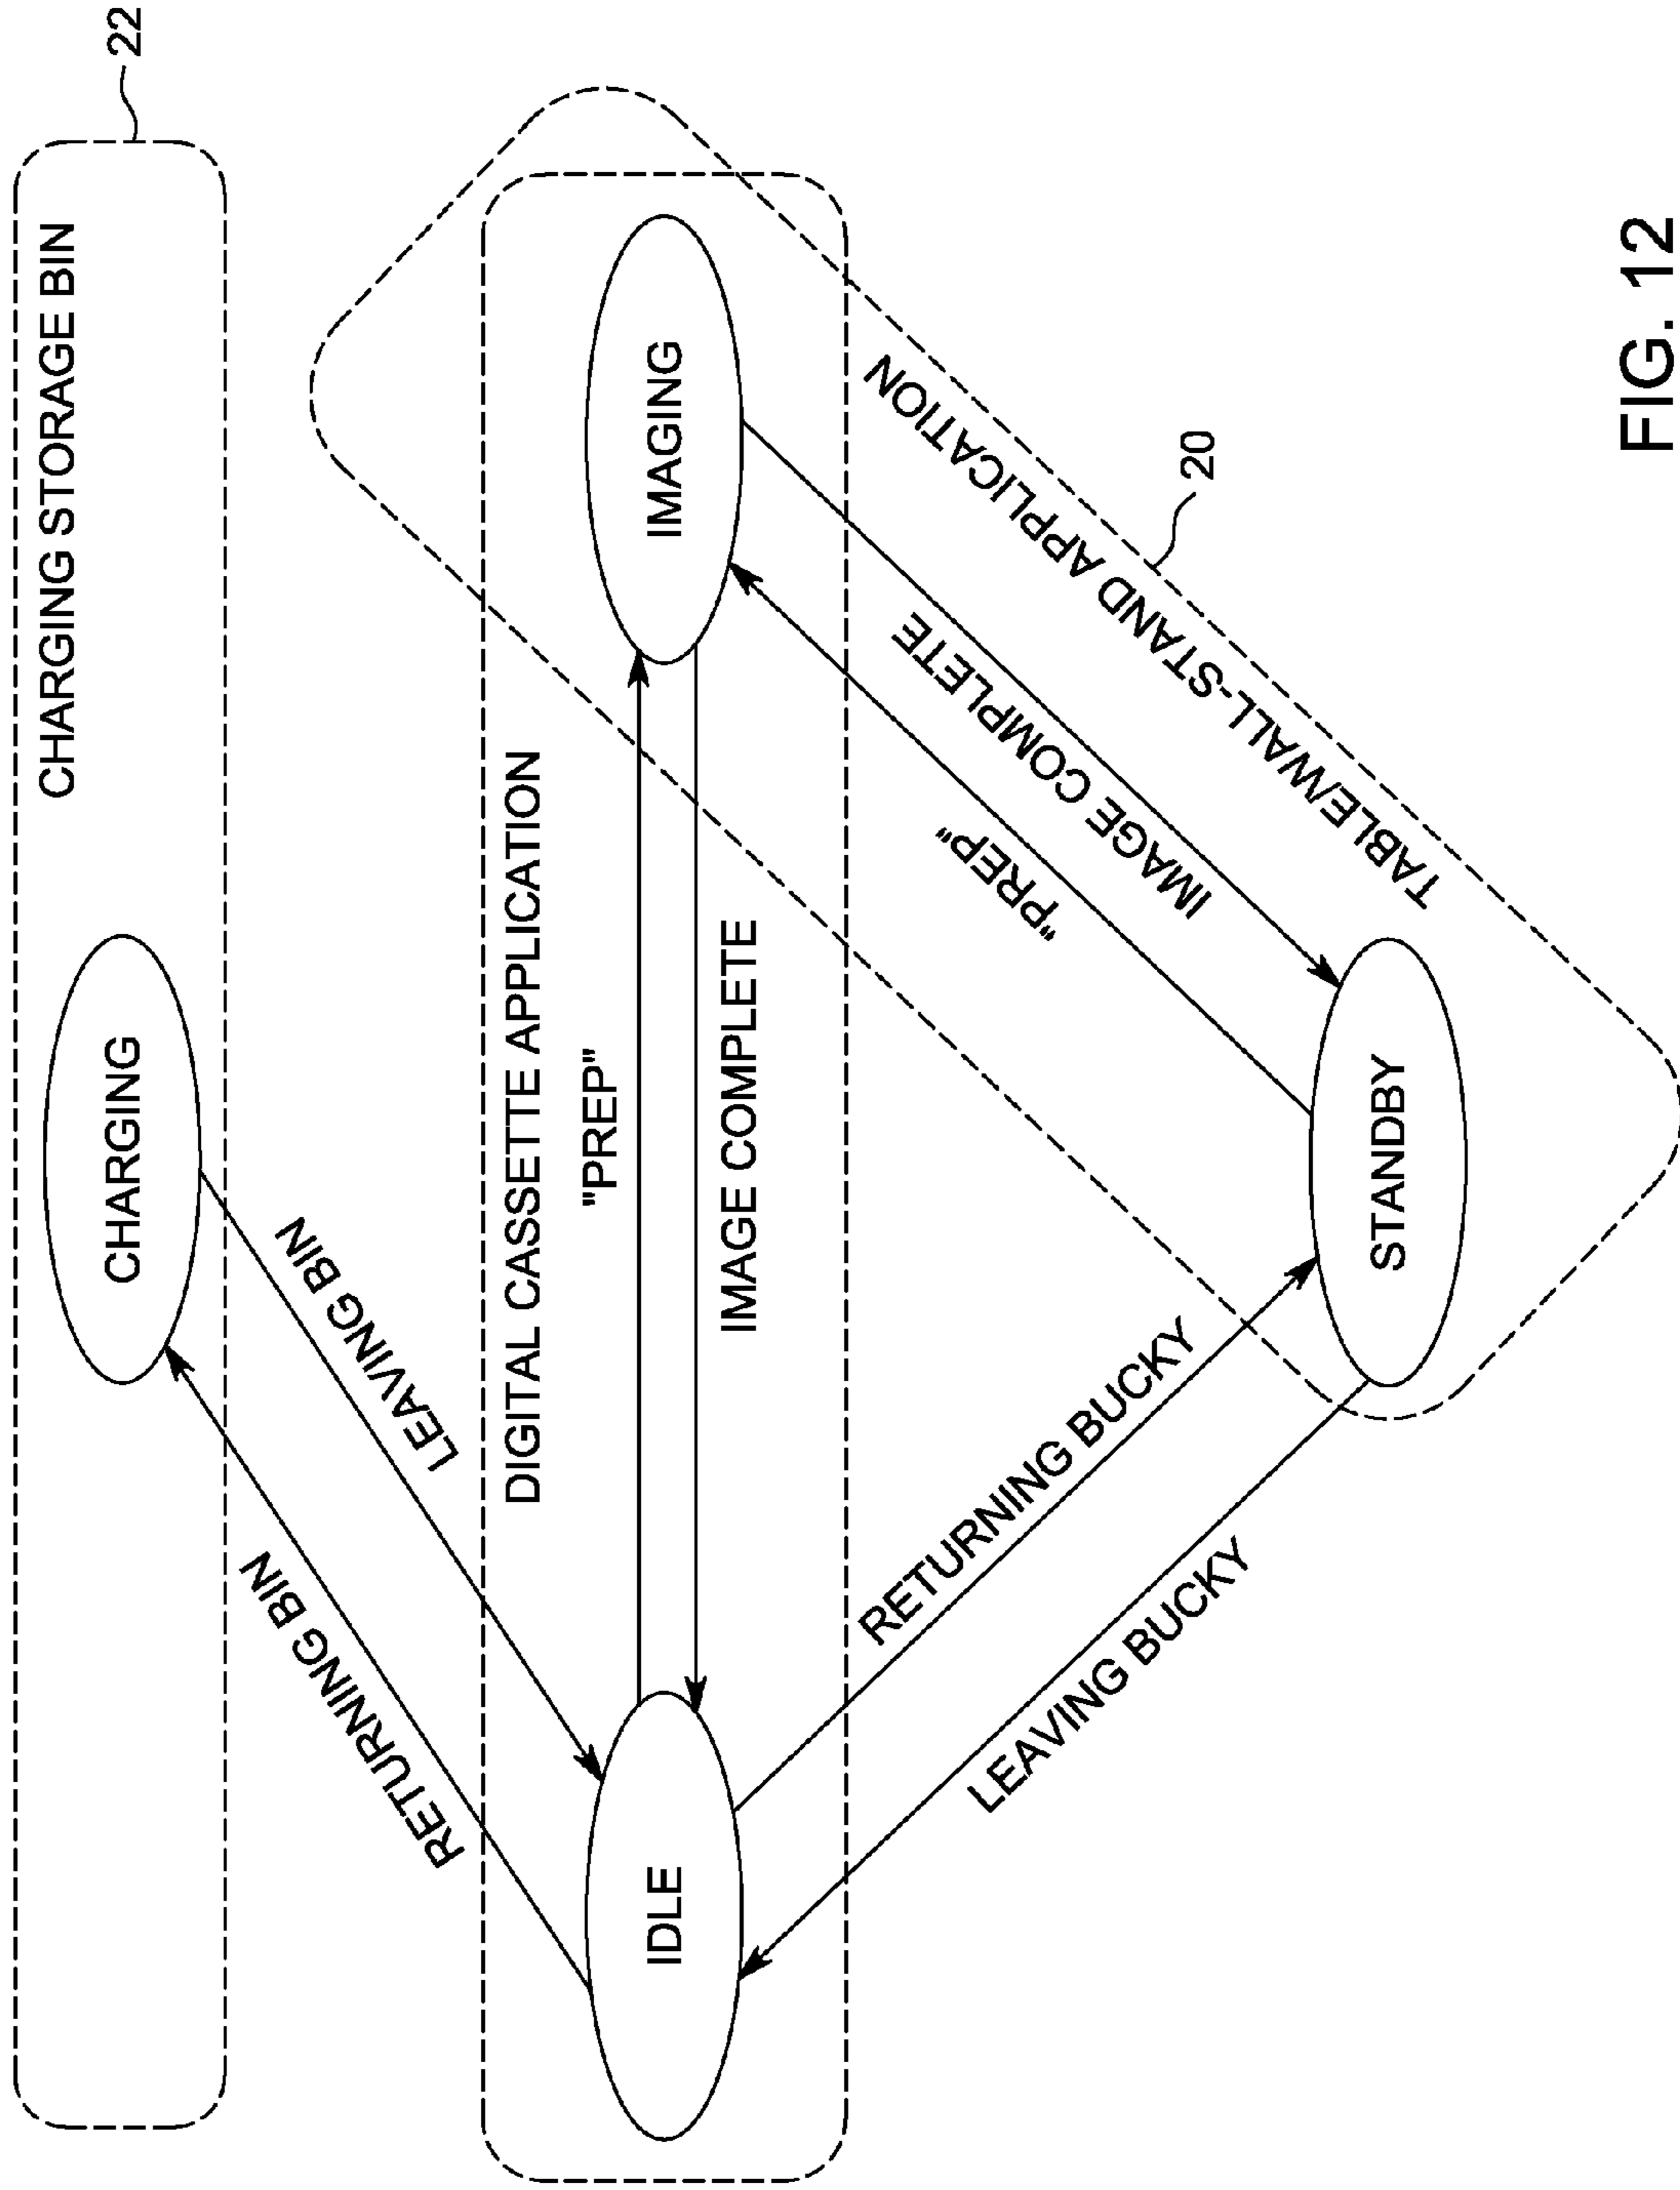 CHARGING STORAGE BIN
22
CHARGING
RETURNING BIN
LEAVING BIN
DIGITAL CASSETTE APPLICATION
"PREP"
IDLE
IMAGING
IMAGE COMPLETE
RETURNING BUCKY
LEAVING BUCKY
"PREP"
IMAGE COMPLETE
TABLE/WALL-STAND APPLICATION
20
STANDBY
FIG. 12